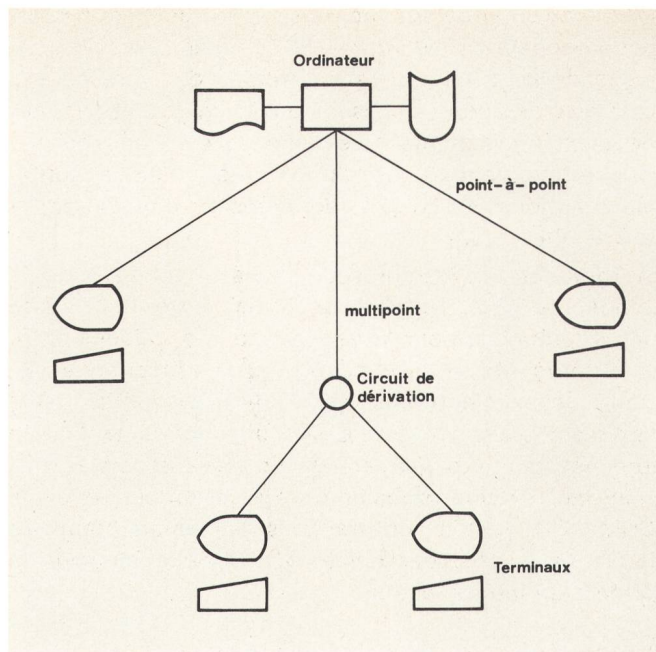 Ordinateur
point-à-point
multipoint
Circuit de
dérivation
Terminaux